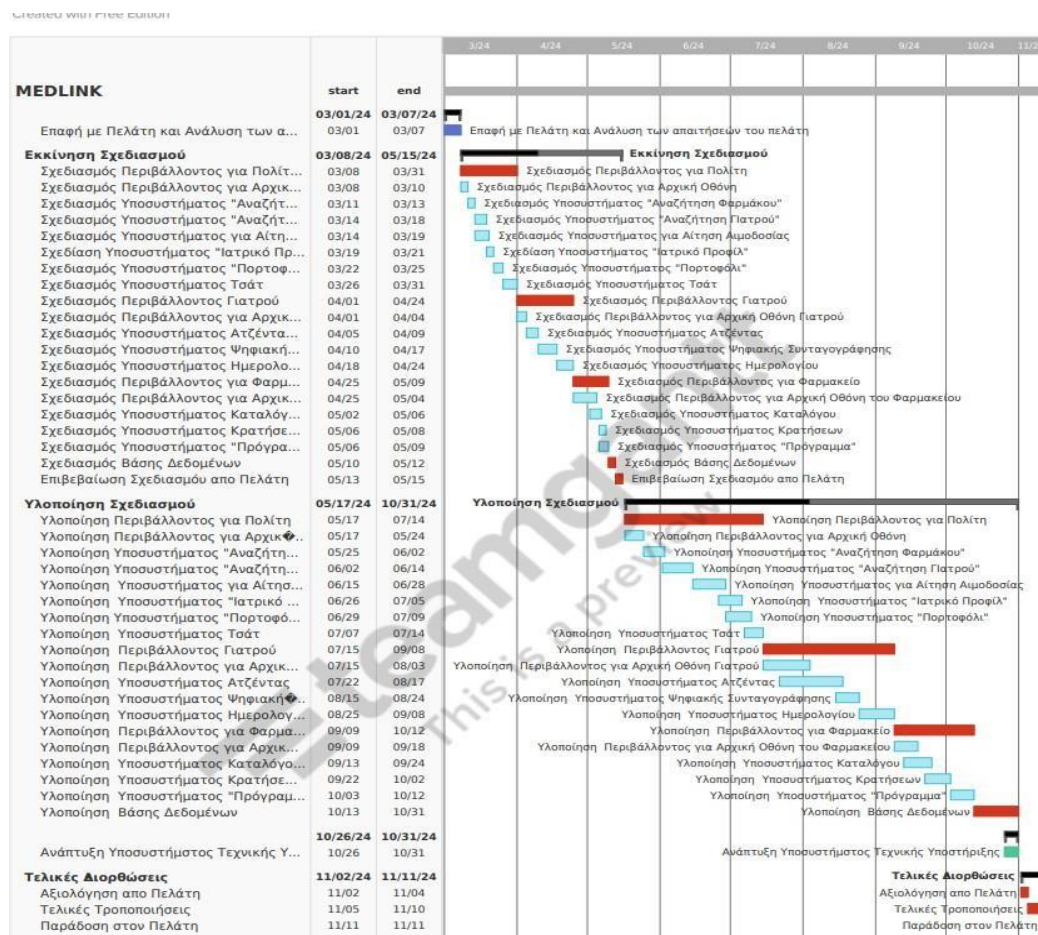 Created with Free Edition
3/24 4/24 5/24 6/24 7/24 8/24 9/24 10/24 11/2
MEDLINK start end
03/01/24 03/07/24
Επαφή με Πελάτη και Ανάλυση των α... 03/01 03/07 Επαφή με Πελάτη και Ανάλυση των απαιτήσεών του πελάτη
Εκκίνηση Σχεδιασμού 03/08/24 05/15/24 Εκκίνηση Σχεδιασμού
Σχεδιασμός Περιβάλλοντος για Πολίτ... 03/08 03/31 Σχεδιασμός Περιβάλλοντος για Πολίτη
Σχεδιασμός Περιβάλλοντος για Αρχικ... 03/08 03/10 Σχεδιασμός Περιβάλλοντος για Αρχική Οθόνη
Σχεδιασμός Υποσυστήματος "Αναζήτ... 03/11 03/13 Σχεδιασμός Υποσυστήματος "Αναζήτηση Φαρμάκου"
Σχεδιασμός Υποσυστήματος "Αναζήτ... 03/14 03/18 Σχεδιασμός Υποσυστήματος "Αναζήτηση Γιατρού"
Σχεδιασμός Υποσυστήματος για Αίτη... 03/14 03/19 Σχεδιασμός Υποσυστήματος για Αίτηση Αιμοδοσίας
Σχεδίαση Υποσυστήματος "Ιατρικό Πρ... 03/19 03/21 Σχεδίαση Υποσυστήματος "Ιατρικό Προφίλ"
Σχεδιασμός Υποσυστήματος "Πορτοφ... 03/22 03/25 Σχεδιασμός Υποσυστήματος "Πορτοφόλι"
Σχεδιασμός Υποσυστήματος Τσάτ 03/26 03/31 Σχεδιασμός Υποσυστήματος Τσάτ
Σχεδιασμός Περιβάλλοντος Γιατρού 04/01 04/24 Σχεδιασμός Περιβάλλοντος Γιατρού
Σχεδιασμός Περιβάλλοντος για Αρχικ... 04/01 04/04 Σχεδιασμός Περιβάλλοντος για Αρχική Οθόνη Γιατρού
Σχεδιασμός Υποσυστήματος Ατζέντα... 04/05 04/09 Σχεδιασμός Υποσυστήματος Ατζέντας
Σχεδιασμός Υποσυστήματος Ψηφιακή... 04/10 04/17 Σχεδιασμός Υποσυστήματος Ψηφιακής Συνταγογράφησης
Σχεδιασμός Υποσυστήματος Ημερολο... 04/18 04/24 Σχεδιασμός Υποσυστήματος Ημερολογίου
Σχεδιασμός Περιβάλλοντος για Φαρμ... 04/25 05/09 Σχεδιασμός Περιβάλλοντος για Φαρμακείο
Σχεδιασμός Περιβάλλοντος για Αρχικ... 04/25 05/04 Σχεδιασμός Περιβάλλοντος για Αρχική Οθόνη του Φαρμακείου
Σχεδιασμός Υποσυστήματος Καταλόγ... 05/02 05/06 Σχεδιασμός Υποσυστήματος Καταλόγου
Σχεδιασμός Υποσυστήματος Κρατήσε... 05/06 05/08 Σχεδιασμός Υποσυστήματος Κρατήσεων
Σχεδιασμός Υποσυστήματος "Πρόγρα... 05/06 05/09 Σχεδιασμός Υποσυστήματος "Πρόγραμμα"
Σχεδιασμός Βάσης Δεδομένων 05/10 05/12 Σχεδιασμός Βάσης Δεδομένων
Επιβεβαίωση Σχεδιασμόυ απο Πελάτη 05/13 05/15 Επιβεβαίωση Σχεδιασμόυ απο Πελάτη
Υλοποίηση Σχεδιασμού 05/17/24 10/31/24 Υλοποίηση Σχεδιασμού
Υλοποίηση Περιβάλλοντος για Πολίτη 05/17 07/14 Υλοποίηση Περιβάλλοντος για Πολίτη
Υλοποίηση Περιβάλλοντος για Αρχικ�.. 05/17 05/24 Υλοποίηση Περιβάλλοντος για Αρχική Οθόνη
Υλοποίηση Υποσυστήματος "Αναζήτη... 05/25 06/02 Υλοποίηση Υποσυστήματος "Αναζήτηση Φαρμάκου"
Υλοποίηση Υποσυστήματος "Αναζήτη... 06/02 06/14 Υλοποίηση Υποσυστήματος "Αναζήτηση Γιατρού"
Υλοποίηση Υποσυστήματος για Αίτησ... 06/15 06/28 Υλοποίηση Υποσυστήματος για Αίτηση Αιμοδοσίας
Υλοποίηση Υποσυστήματος "Ιατρικό ... 06/26 07/05 Υλοποίηση Υποσυστήματος "Ιατρικό Προφίλ"
Υλοποίηση Υποσυστήματος "Πορτοφό... 06/29 07/09 Υλοποίηση Υποσυστήματος "Πορτοφόλι"
Υλοποίηση Υποσυστήματος Τσάτ 07/07 07/14 Υλοποίηση Υποσυστήματος Τσάτ
Υλοποίηση Περιβάλλοντος Γιατρού 07/15 09/08 Υλοποίηση Περιβάλλοντος Γιατρού
Υλοποίηση Περιβάλλοντος για Αρχικ... 07/15 08/03 Υλοποίηση Περιβάλλοντος για Αρχική Οθόνη Γιατρού
Υλοποίηση Υποσυστήματος Ατζέντας 07/22 08/17 Υλοποίηση Υποσυστήματος Ατζέντας
Υλοποίηση Υποσυστήματος Ψηφιακή�.. 08/15 08/24 Υλοποίηση Υποσυστήματος Ψηφιακής Συνταγογράφησης
Υλοποίηση Υποσυστήματος Ημερολογ... 08/25 09/08 Υλοποίηση Υποσυστήματος Ημερολογίου
Υλοποίηση Περιβάλλοντος για Φαρμα... 09/09 10/12 Υλοποίηση Περιβάλλοντος για Φαρμακείο
Υλοποίηση Περιβάλλοντος για Αρχικ... 09/09 09/18 Υλοποίηση Περιβάλλοντος για Αρχική Οθόνη του Φαρμακείου
Υλοποίηση Υποσυστήματος Καταλόγο... 09/13 09/24 Υλοποίηση Υποσυστήματος Καταλόγου
Υλοποίηση Υποσυστήματος Κρατήσε... 09/22 10/02 Υλοποίηση Υποσυστήματος Κρατήσεων
Υλοποίηση Υποσυστήματος "Πρόγραμ... 10/03 10/12 Υλοποίηση Υποσυστήματος "Πρόγραμμα"
Υλοποίηση Βάσης Δεδομένων 10/13 10/31 Υλοποίηση Βάσης Δεδομένων
10/26/24 10/31/24
Ανάπτυξη Υποσυστήμστος Τεχνικής Υ... 10/26 10/31 Ανάπτυξη Υποσυστήμστος Τεχνικής Υποστήριξης
Τελικές Διορθώσεις 11/02/24 11/11/24 Τελικές Διορθώσεις
Αξιολόγηση απο Πελάτη 11/02 11/04 Αξιολόγηση απο Πελάτη
Τελικές Τροποποιήσεις 11/05 11/10 Τελικές Τροποποιήσεις
Παράδοση στον Πελάτη 11/11 11/11 Παράδοση στον Πελάτη
teamgantt
This is a preview